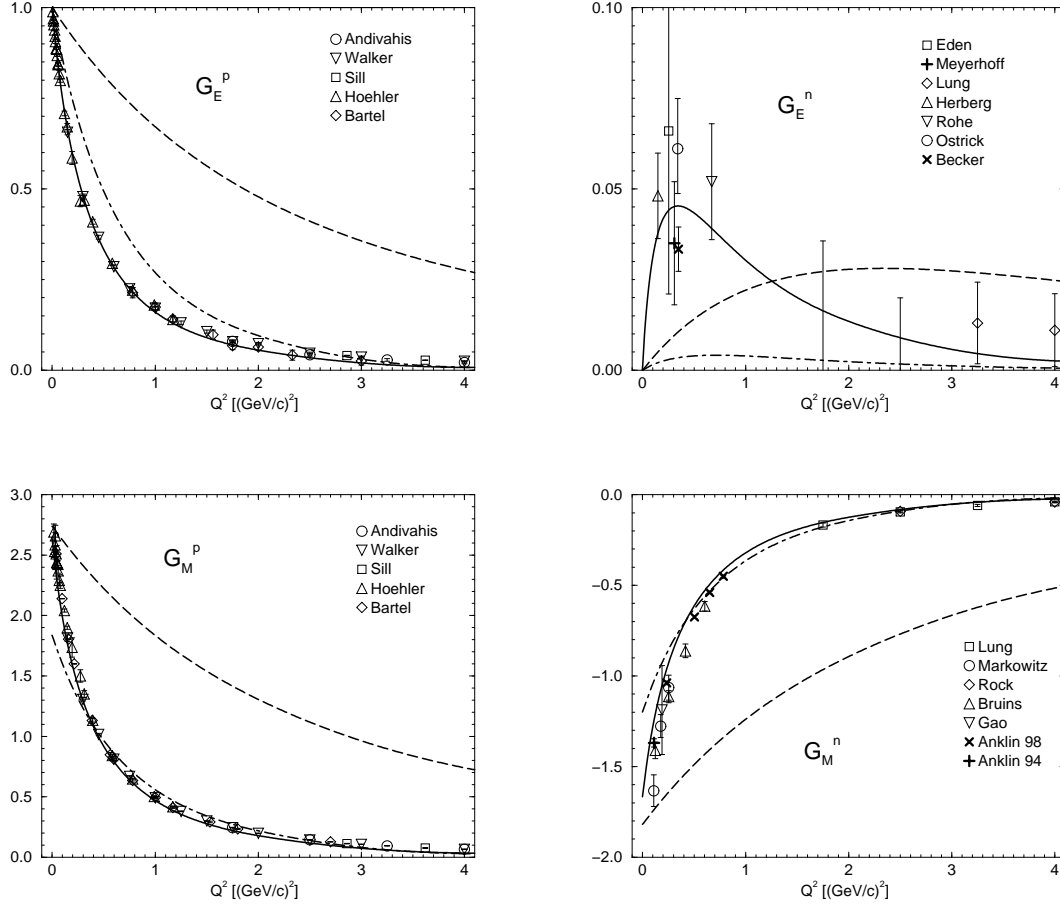 1.0
0.5
0.0
0 1 2 3 4
Q² [(GeV/c)²]
G_E^p
Andivahis
Walker
Sill
Hoehler
Bartel
0.10
0.05
0.00
0 1 2 3 4
Q² [(GeV/c)²]
G_E^n
Eden
Meyerhoff
Lung
Herberg
Rohe
Ostrick
Becker
3.0
2.5
2.0
1.5
1.0
0.5
0.0
0 1 2 3 4
Q² [(GeV/c)²]
G_M^p
Andivahis
Walker
Sill
Hoehler
Bartel
0.0
−0.5
−1.0
−1.5
−2.0
0 1 2 3 4
Q² [(GeV/c)²]
G_M^n
Lung
Markowitz
Rock
Bruins
Gao
Anklin 98
Anklin 94